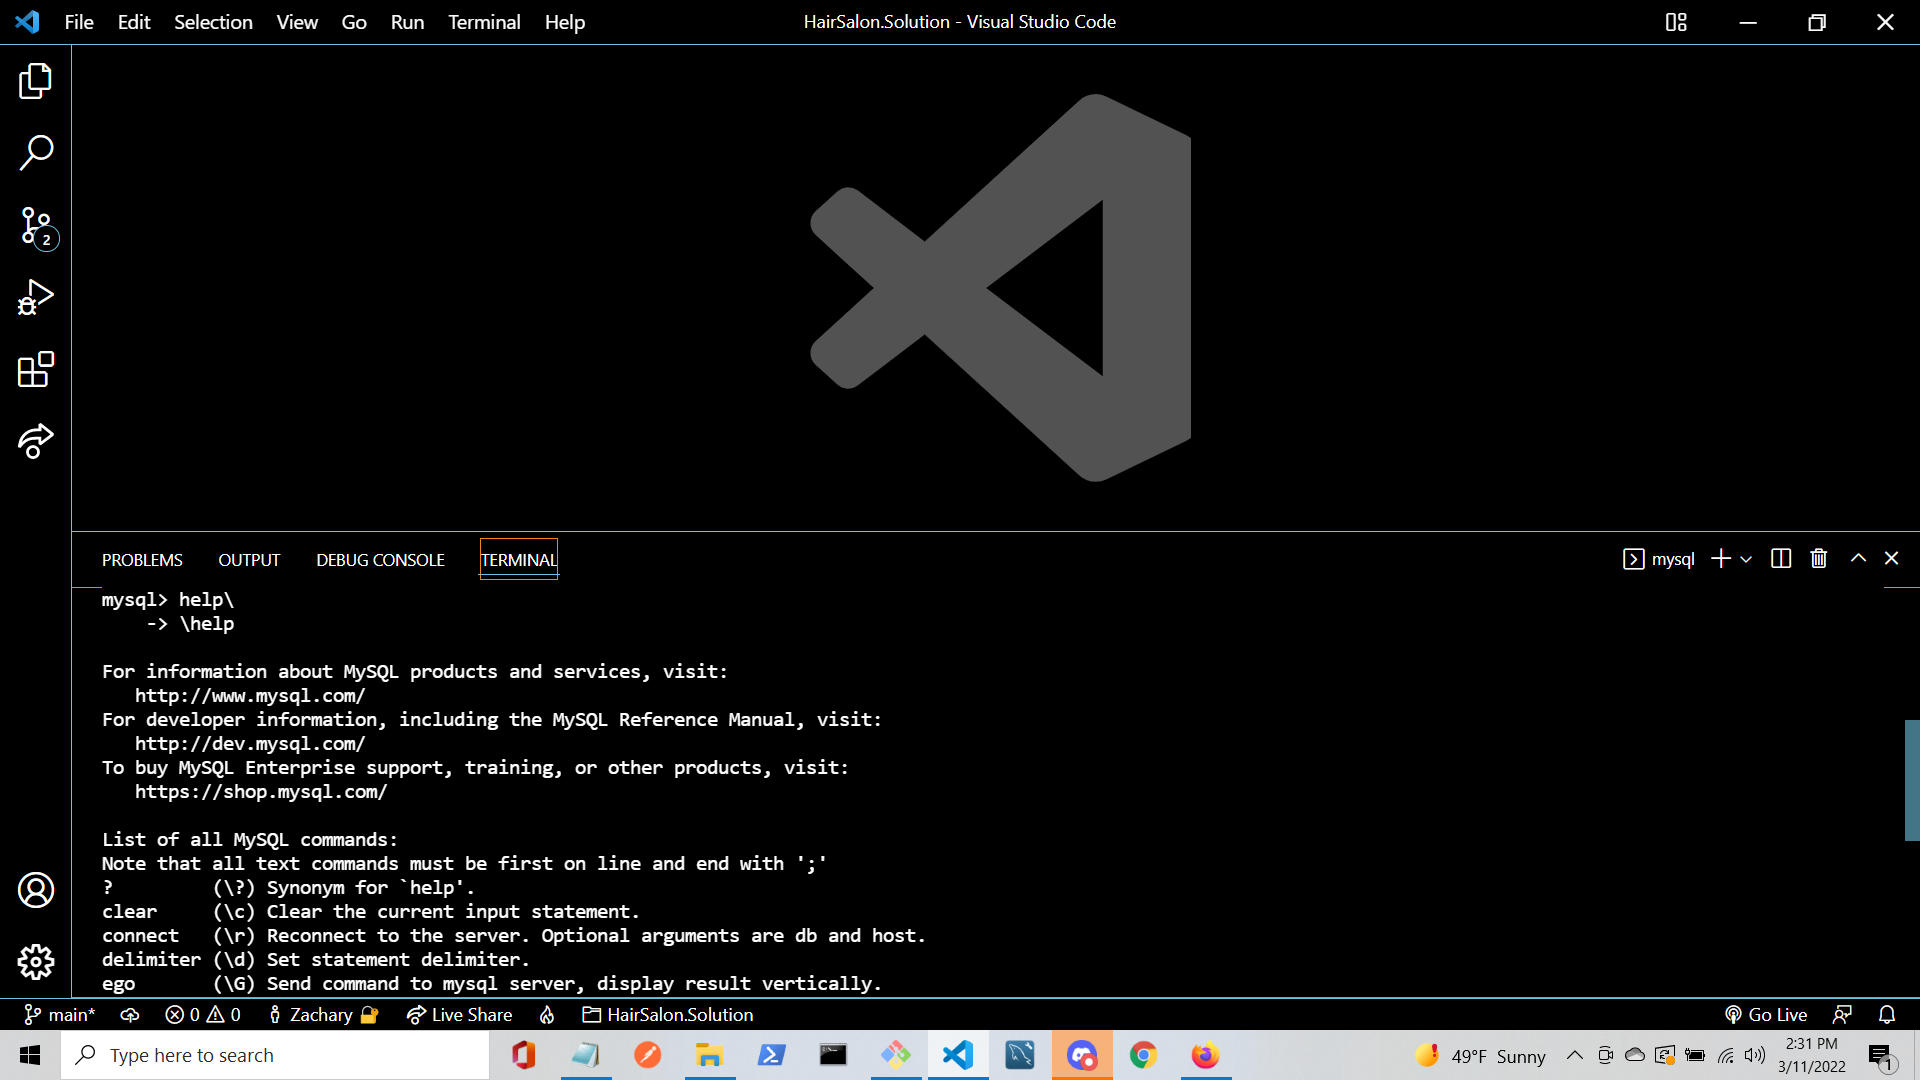 File Edit Selection View Go Run Terminal Help HairSalon.Solution - Visual Studio Code
2
PROBLEMS OUTPUT DEBUG CONSOLE TERMINAL mysql
mysql> help\
-> \help
For information about MySQL products and services, visit:
http://www.mysql.com/
For developer information, including the MySQL Reference Manual, visit:
http://dev.mysql.com/
To buy MySQL Enterprise support, training, or other products, visit:
https://shop.mysql.com/
List of all MySQL commands:
Note that all text commands must be first on line and end with ';'
? (\?) Synonym for `help'.
clear (\c) Clear the current input statement.
connect (\r) Reconnect to the server. Optional arguments are db and host.
delimiter (\d) Set statement delimiter.
ego (\G) Send command to mysql server, display result vertically.
main* 0 0 Zachary Live Share HairSalon.Solution Go Live
Type here to search 49°F Sunny 2:31 PM
3/11/2022 1